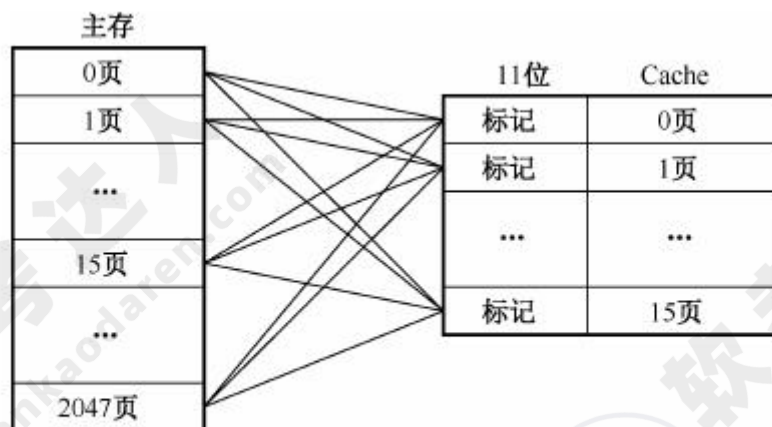 主存
0页
1页
...
15页
...
2047页
11位 Cache
标记 0页
标记 1页
... ...
标记 15页